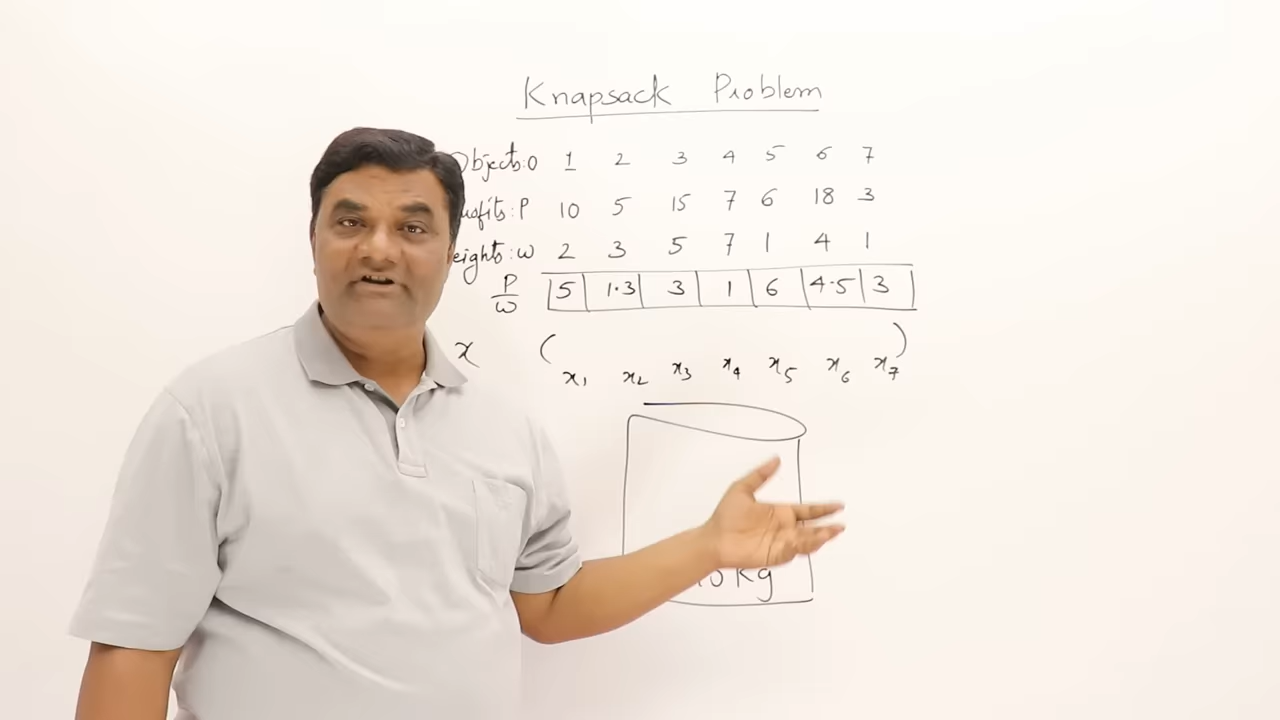 Knapsack Problem
Objects:O 1 2 3 4 5 6 7
:P 10 5 15 7 6 18 3
:w 2 3 5 7 1 4 1
P/w 5 1.3 3 1 6 4.5 3
x ( )
x1 x2 x3 x4 x5 x6 x7
Kg